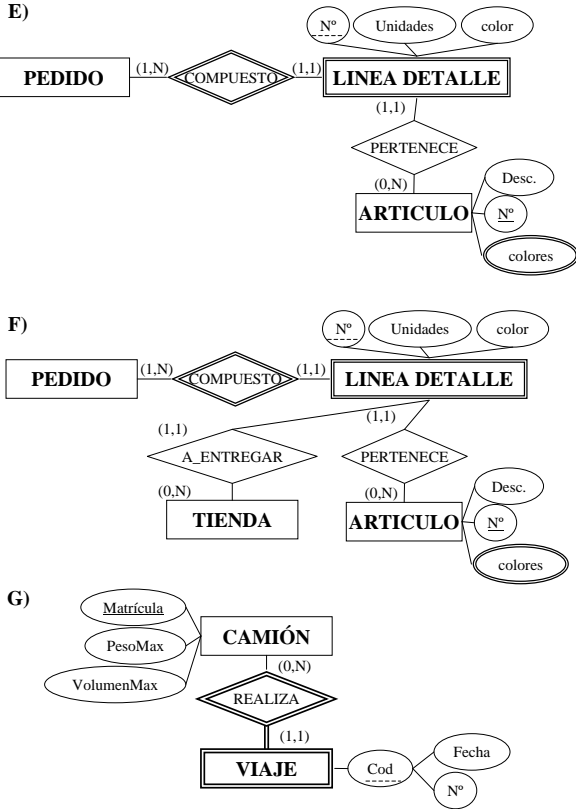 E)
Nº Unidades color
PEDIDO (1,N) COMPUESTO (1,1) LINEA DETALLE
(1,1)
PERTENECE
(0,N)
ARTICULO
Desc.
Nº
colores
F)
Nº Unidades color
PEDIDO (1,N) COMPUESTO (1,1) LINEA DETALLE
(1,1) (1,1)
A_ENTREGAR PERTENECE
(0,N) (0,N)
TIENDA ARTICULO
Desc.
Nº
colores
G)
Matrícula
PesoMax
VolumenMax
CAMIÓN
(0,N)
REALIZA
(1,1)
VIAJE
Cod
Fecha
Nº